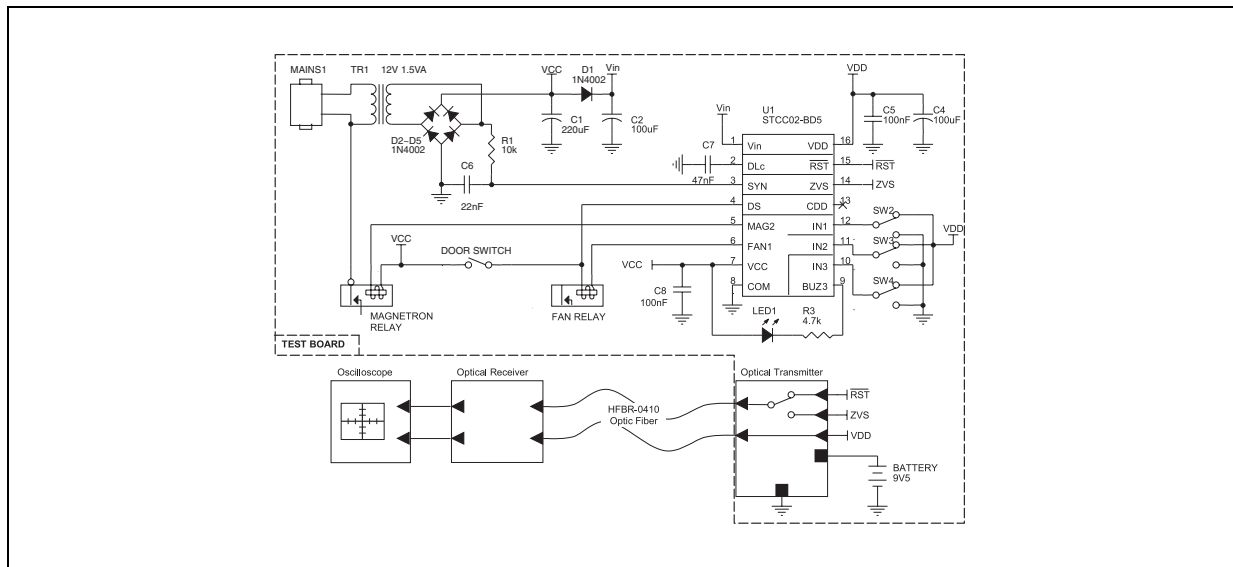 MAINS1
TR1
12V 1.5VA
D2–D5
1N4002
R1
10k
C6
22nF
VCC
D1
1N4002
Vin
C1
220uF
C2
100uF
Vin
U1
STCC02-BD5
VDD
C5
100nF
C4
100uF
C7
47nF
1 Vin VDD 16
2 DLc RST 15 RST
3 SYN ZVS 14 ZVS
4 DS CDD 13
5 MAG2 IN1 12
6 FAN1 IN2 11
7 VCC IN3 10
8 COM BUZ3 9
SW2
SW3
SW4
VDD
VCC
DOOR SWITCH
VCC
C8
100nF
MAGNETRON
RELAY
FAN RELAY
LED1
R3
4.7k
TEST BOARD
Oscilloscope
Optical Receiver
HFBR-0410
Optic Fiber
Optical Transmitter
RST
ZVS
VDD
BATTERY
9V5